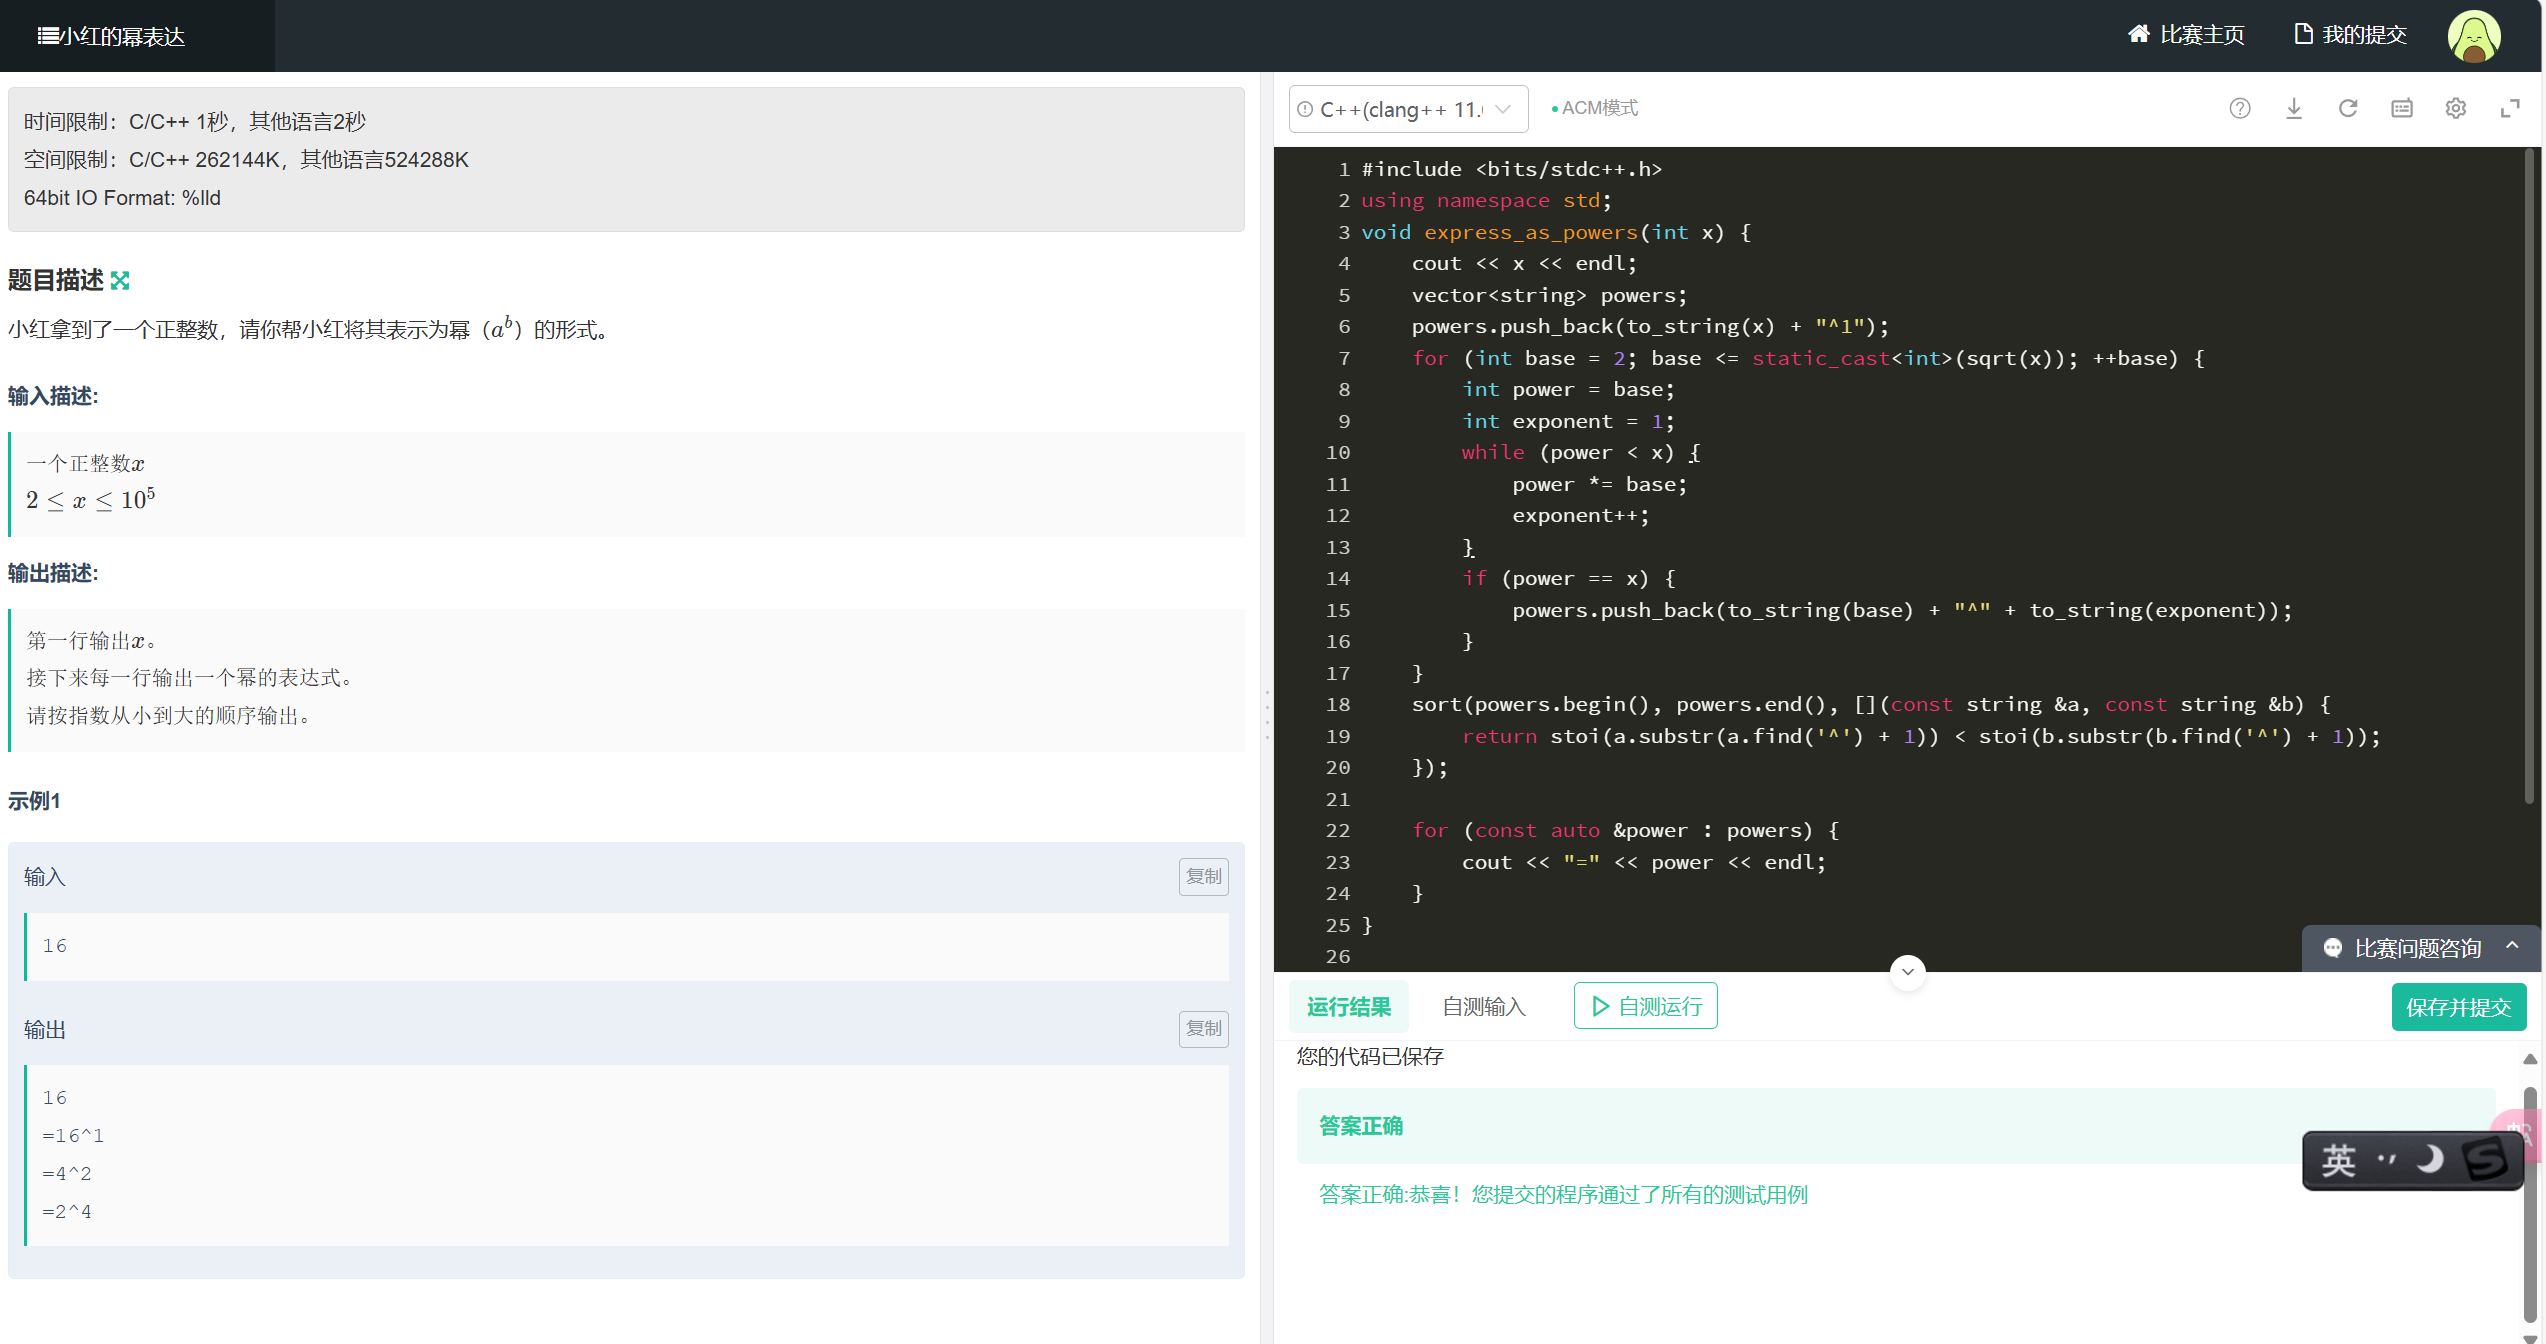 小红的幂表达
比赛主页
我的提交
时间限制：C/C++ 1秒，其他语言2秒
空间限制：C/C++ 262144K，其他语言524288K
64bit IO Format: %lld
题目描述
小红拿到了一个正整数，请你帮小红将其表示为幂（a^b）的形式。
输入描述:
一个正整数x
2 ≤ x ≤ 10^5
输出描述:
第一行输出x。
接下来每一行输出一个幂的表达式。
请按指数从小到大的顺序输出。
示例1
输入
复制
16
输出
复制
16
=16^1
=4^2
=2^4
C++(clang++ 11.
ACM模式
1 #include <bits/stdc++.h>
2 using namespace std;
3 void express_as_powers(int x) {
4     cout << x << endl;
5     vector<string> powers;
6     powers.push_back(to_string(x) + "^1");
7     for (int base = 2; base <= static_cast<int>(sqrt(x)); ++base) {
8         int power = base;
9         int exponent = 1;
10         while (power < x) {
11             power *= base;
12             exponent++;
13         }
14         if (power == x) {
15             powers.push_back(to_string(base) + "^" + to_string(exponent));
16         }
17     }
18     sort(powers.begin(), powers.end(), [](const string &a, const string &b) {
19         return stoi(a.substr(a.find('^') + 1)) < stoi(b.substr(b.find('^') + 1));
20     });
21
22     for (const auto &power : powers) {
23         cout << "=" << power << endl;
24     }
25 }
26
比赛问题咨询
运行结果
自测输入
自测运行
保存并提交
您的代码已保存
答案正确
答案正确:恭喜！您提交的程序通过了所有的测试用例
英